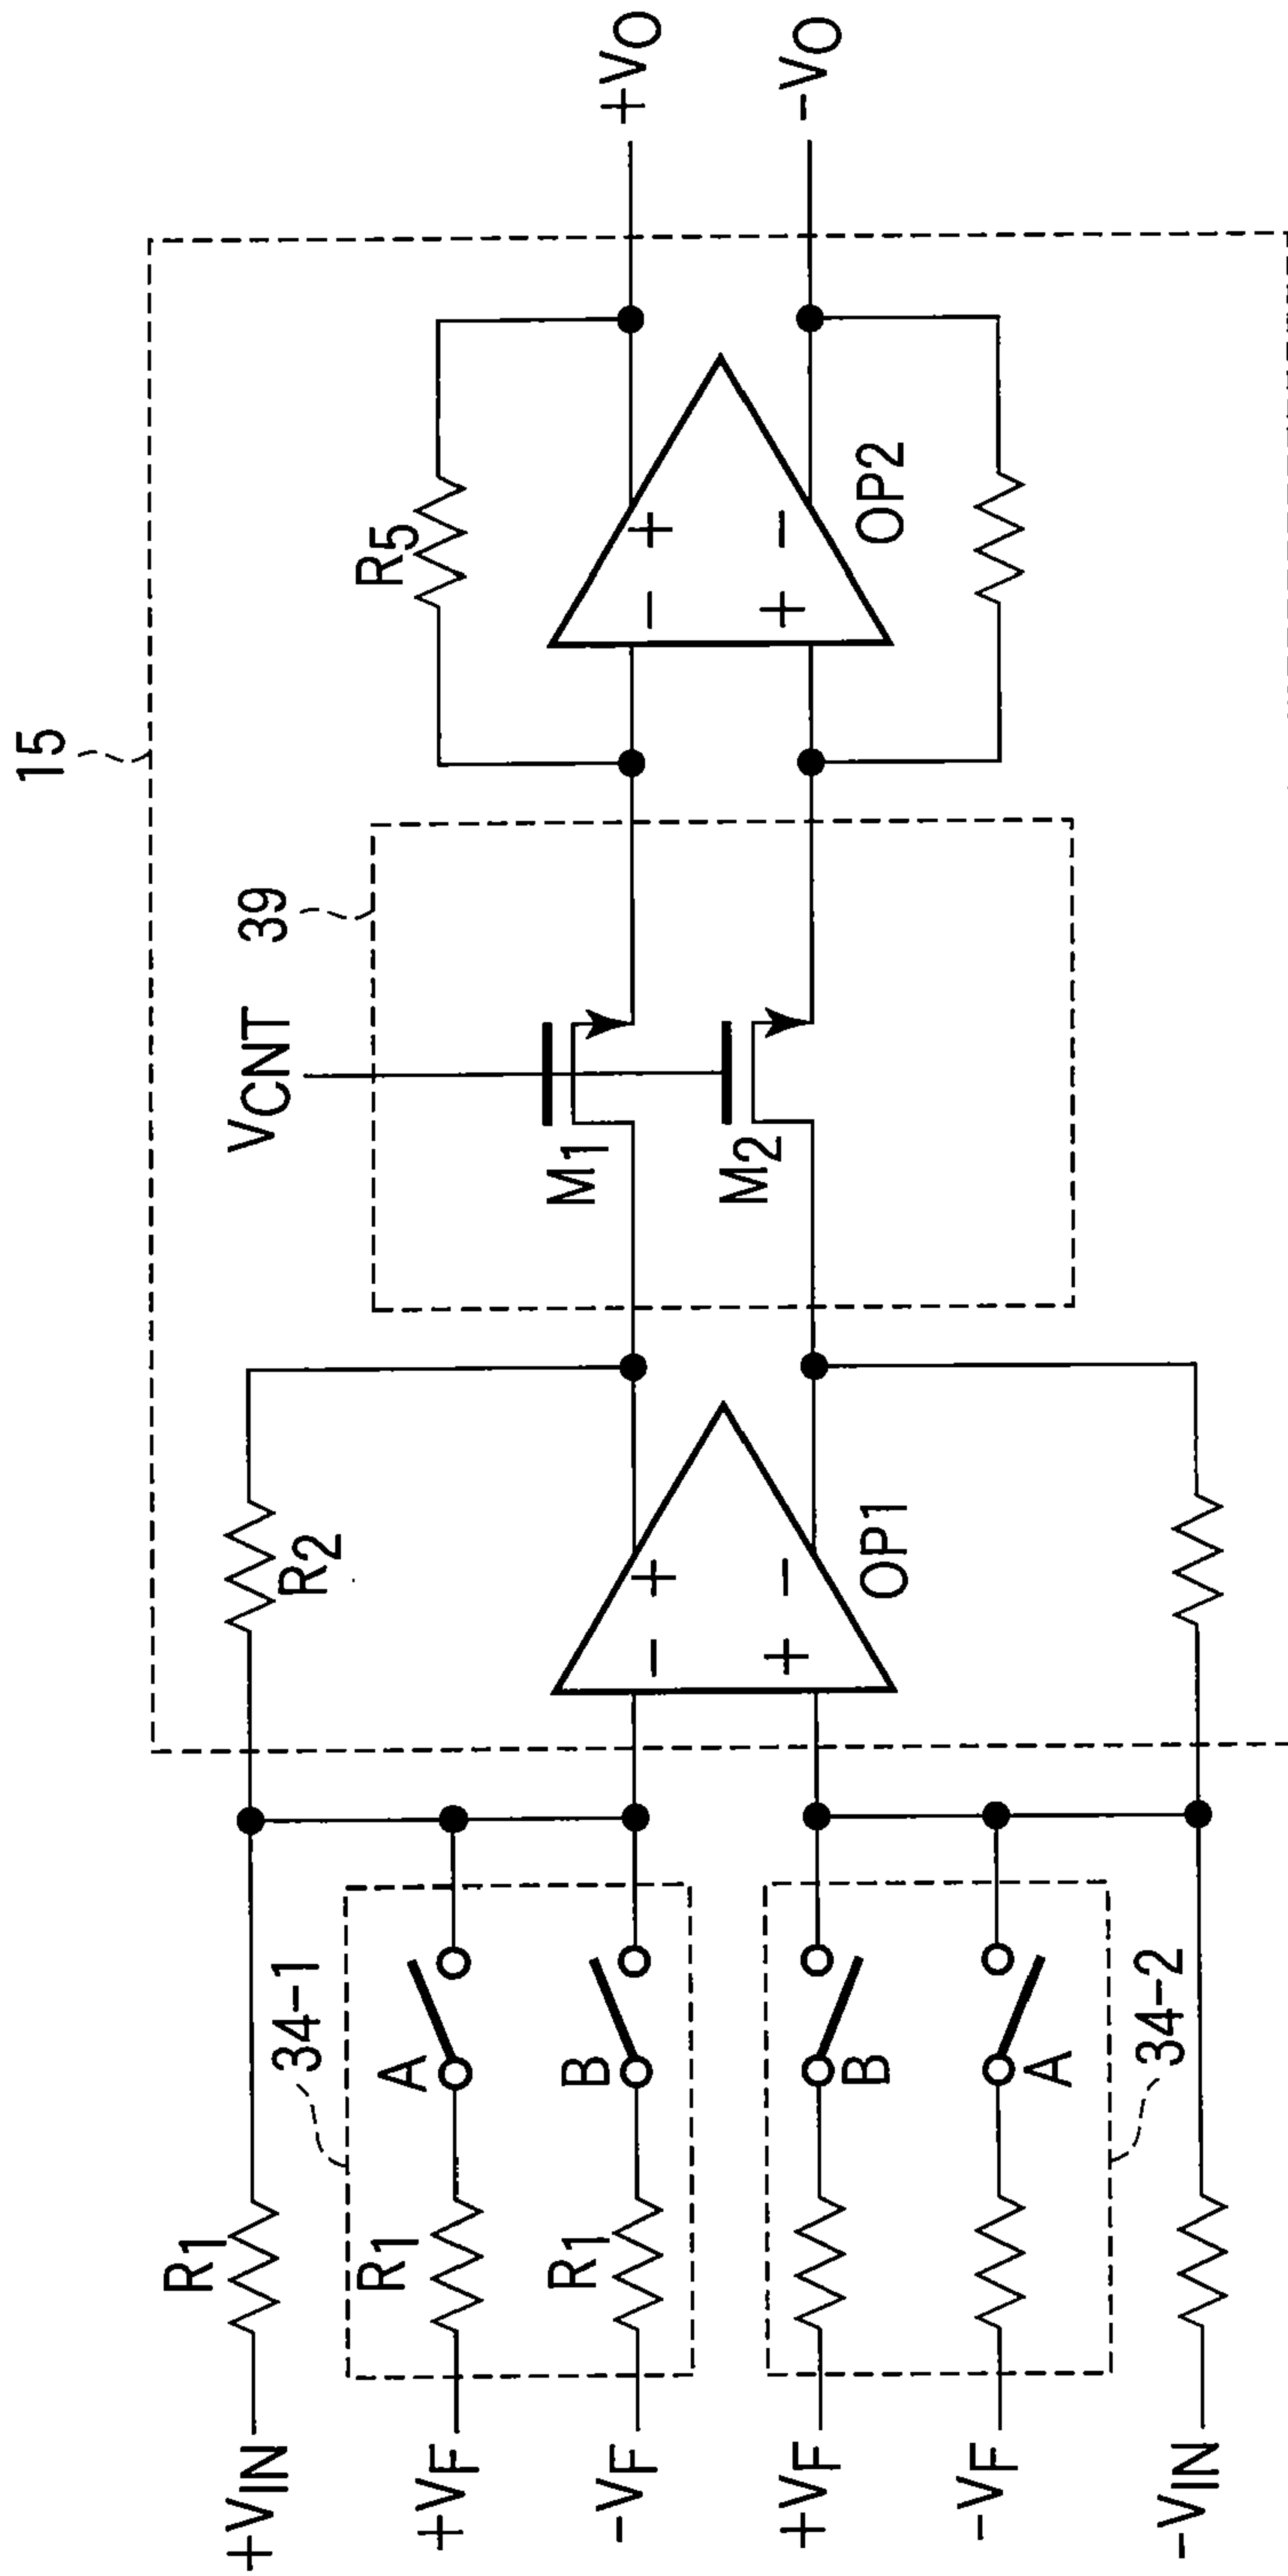 15
VCNT 39
R5
+VO
-VO
M1
M2
- +
+ -
OP2
R2
- +
+ -
OP1
+VIN
R1
34-1
+VF
R1
A
-VF
R1
B
+VF
B
-VF
A
34-2
-VIN